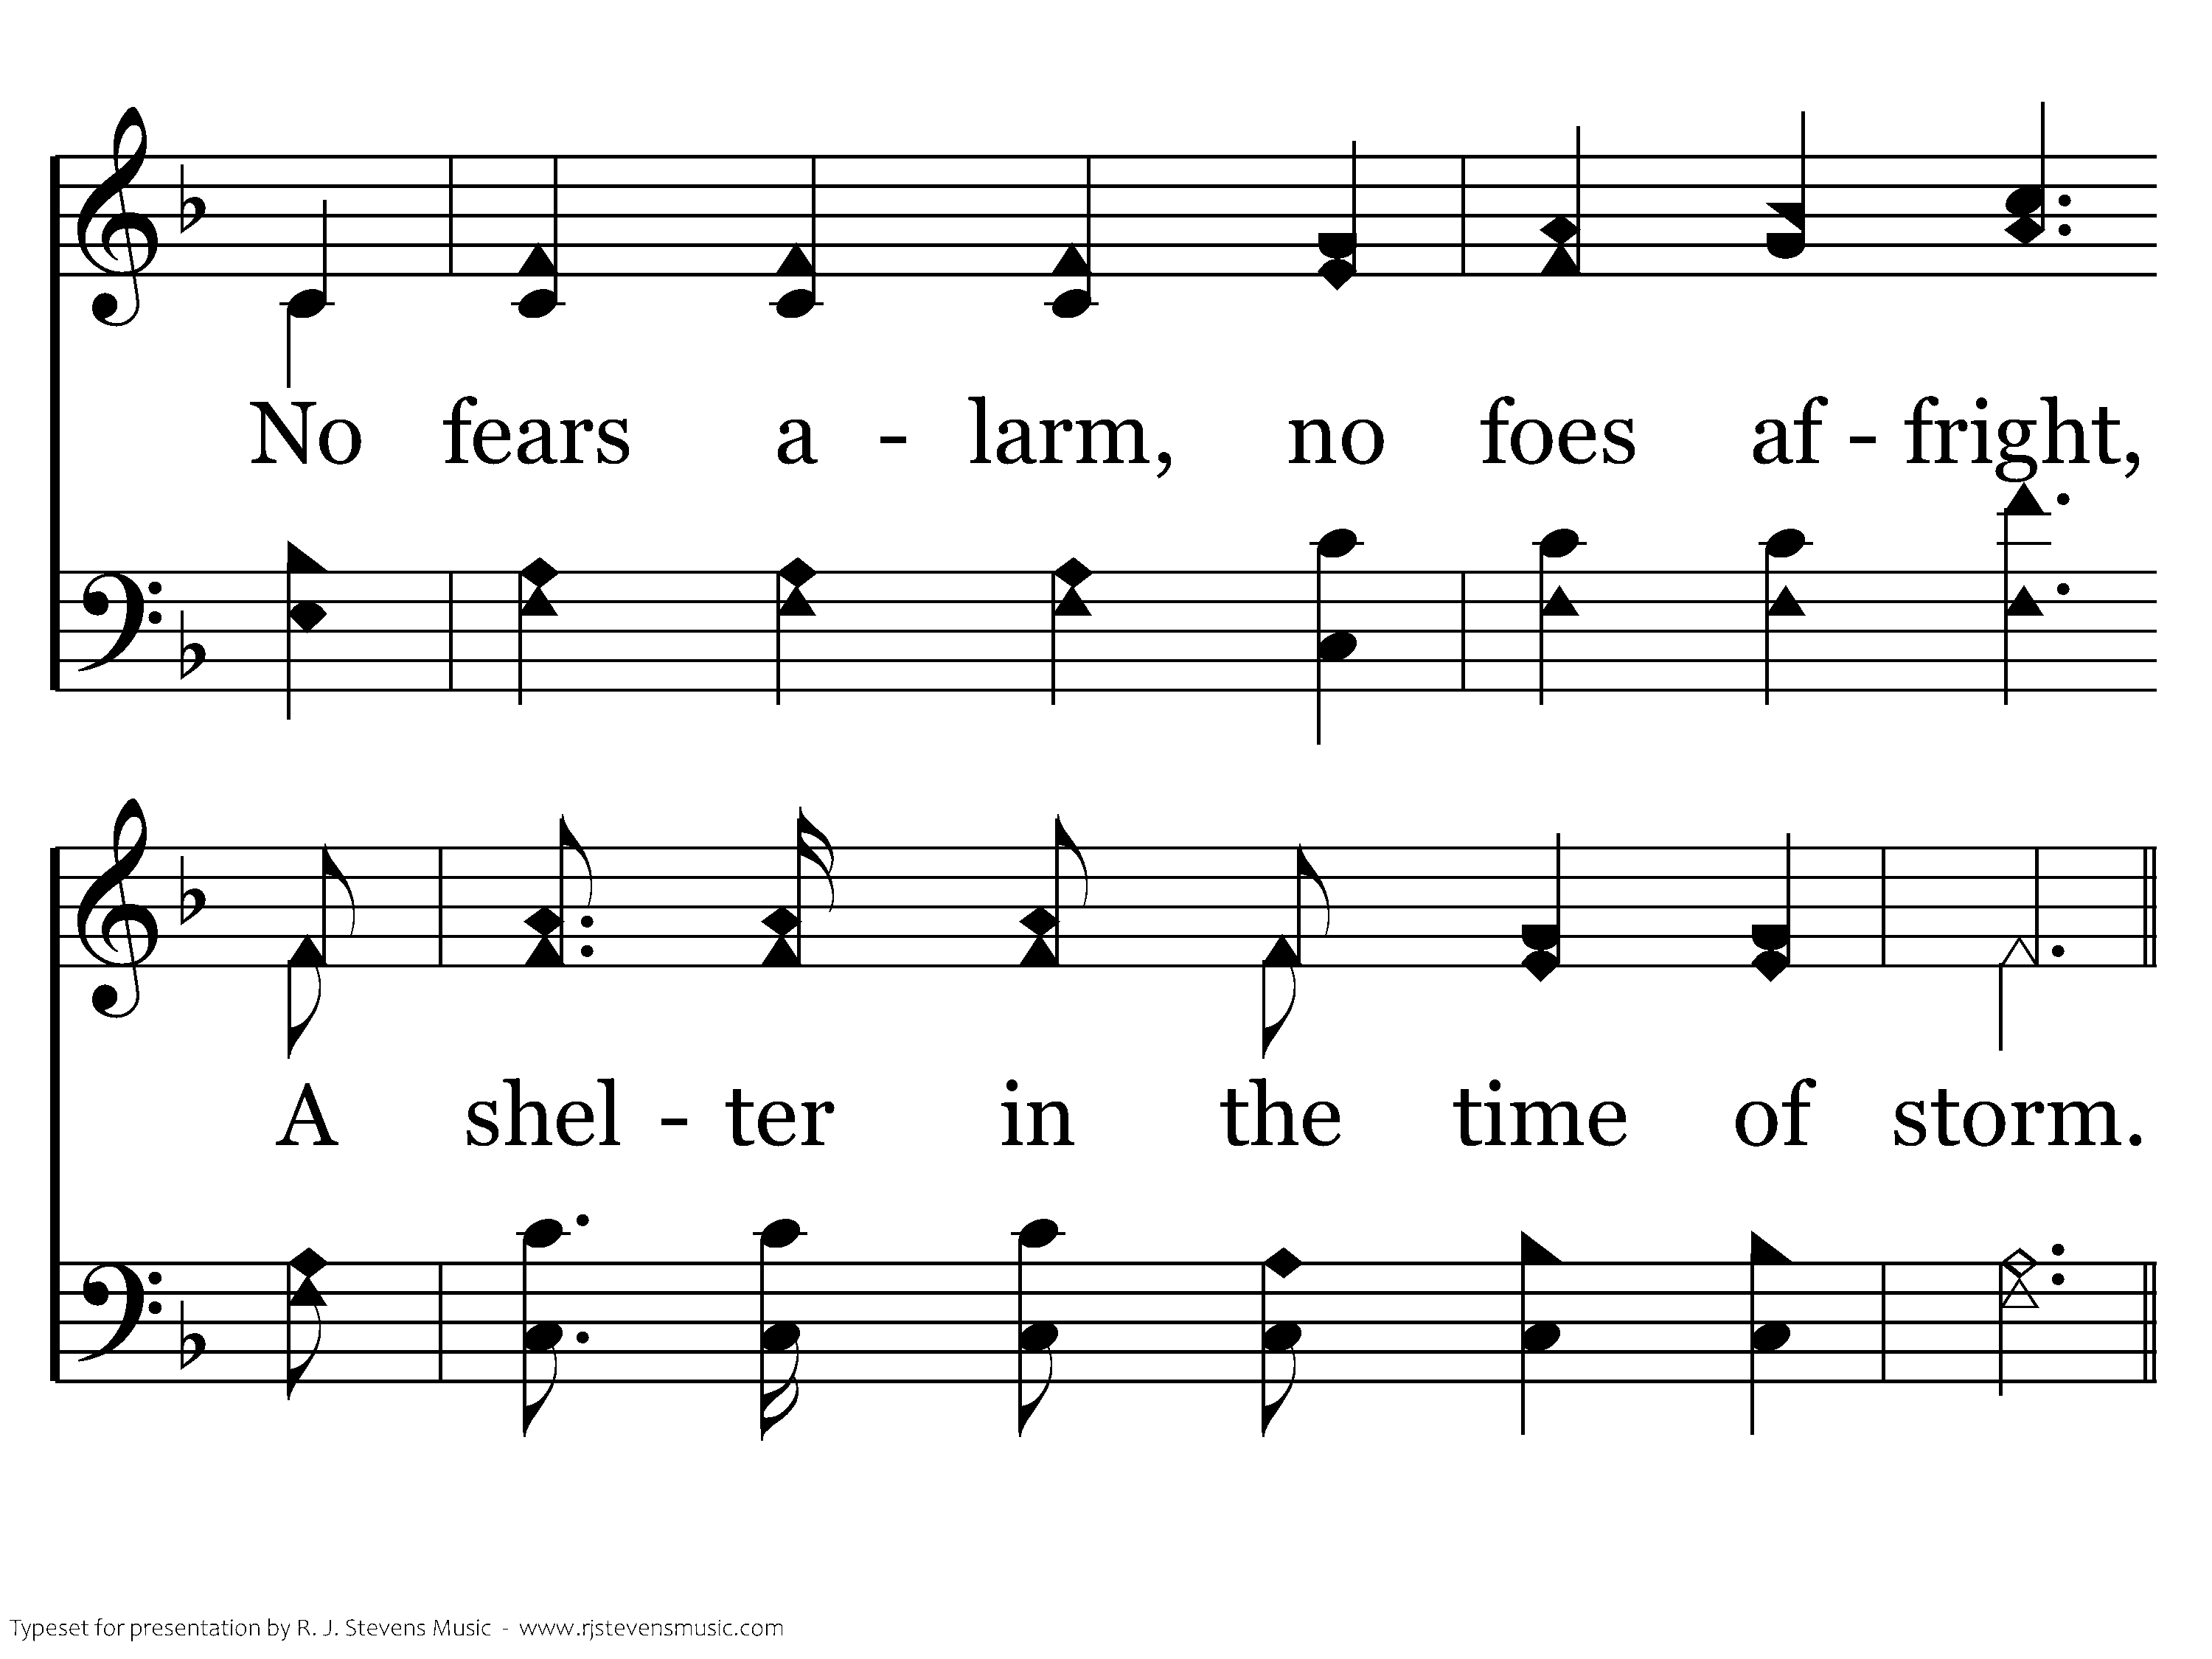 No fears a - larm, no foes af - fright,
A shel - ter in the time of storm.
Typeset for presentation by R. J. Stevens Music - www.rjstevensmusic.com